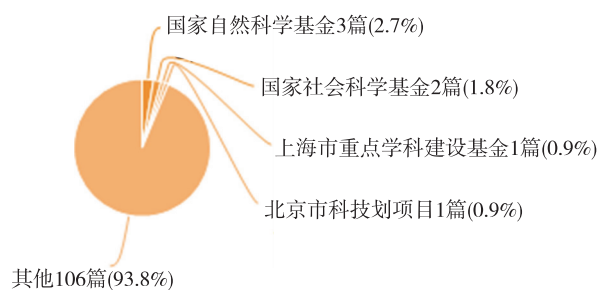 国家自然科学基金3篇(2.7%)
国家社会科学基金2篇(1.8%)
上海市重点学科建设基金1篇(0.9%)
北京市科技划项目1篇(0.9%)
其他106篇(93.8%)